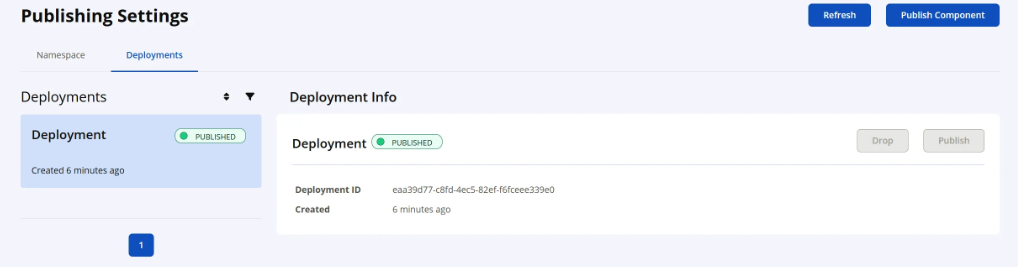 Publishing Settings
Refresh
Publish Component
Namespace
Deployments
Deployments
Deployment
PUBLISHED
Created 6 minutes ago
1
Deployment Info
Deployment
PUBLISHED
Drop
Publish
Deployment ID eaa39d77-c8fd-4ec5-82ef-f6fceee339e0
Created 6 minutes ago